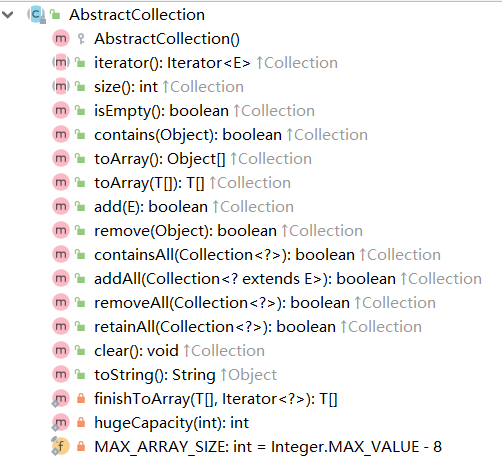 AbstractCollection
AbstractCollection()
iterator(): Iterator<E> ↑Collection
size(): int ↑Collection
isEmpty(): boolean ↑Collection
contains(Object): boolean ↑Collection
toArray(): Object[] ↑Collection
toArray(T[]): T[] ↑Collection
add(E): boolean ↑Collection
remove(Object): boolean ↑Collection
containsAll(Collection<?>): boolean ↑Collection
addAll(Collection<? extends E>): boolean ↑Collection
removeAll(Collection<?>): boolean ↑Collection
retainAll(Collection<?>): boolean ↑Collection
clear(): void ↑Collection
toString(): String ↑Object
finishToArray(T[], Iterator<?>): T[]
hugeCapacity(int): int
MAX_ARRAY_SIZE: int = Integer.MAX_VALUE - 8